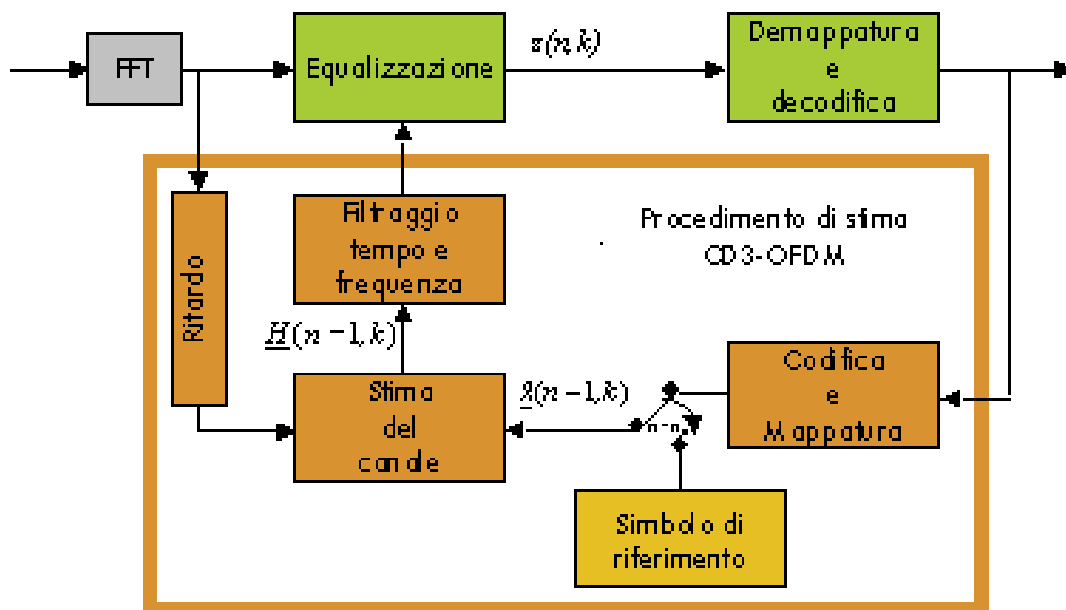 FFT
Equalizzazione
s(n,k)
Demappatura
e
decodifica
Ritardo
Filtraggio
tempo e
frequenza
Procedimento di stima
CD3-OFDM
H(n-1,k)
Stima
del
canale
(n-1,k)
Codifica
e
Mappatura
Simbolo di
riferimento